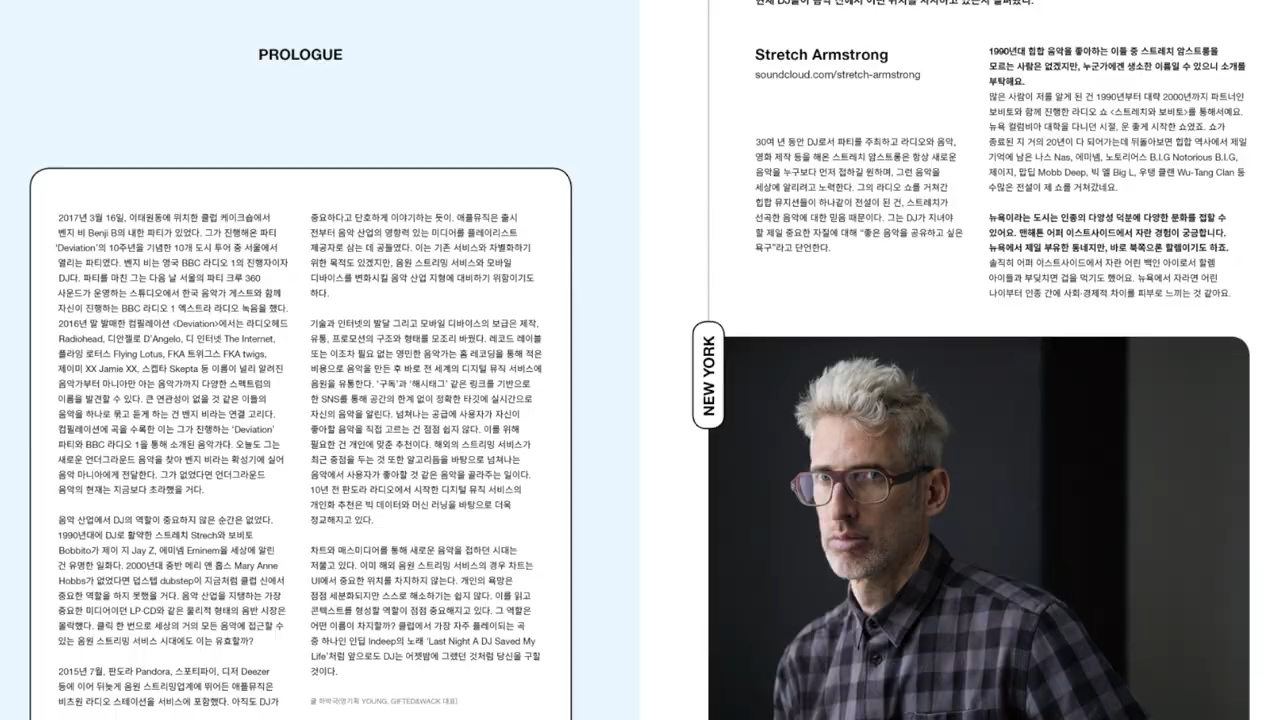 PROLOGUE
2017년 3월 16일, 이태원동에 위치한 클럽 케이크숍에서
벤지 비 Benji B의 내한 파티가 있었다. 그가 진행해온 파티
'Deviation'의 10주년을 기념한 10개 도시 투어 중 서울에서
열리는 파티였다. 벤지 비는 영국 BBC 라디오 1의 진행자이자
DJ다. 파티를 마친 그는 다음 날 서울의 파티 크루 360
사운드가 운영하는 스튜디오에서 한국 음악가 게스트와 함께
자신이 진행하는 BBC 라디오 1 엑스트라 라디오 녹음을 했다.
2016년 말 발매한 컴필레이션 <Deviation>에서는 라디오헤드
Radiohead, 디안젤로 D'Angelo, 디 인터넷 The Internet,
플라잉 로터스 Flying Lotus, FKA 트위그스 FKA twigs,
제이미 XX Jamie XX, 스켑타 Skepta 등 이름이 널리 알려진
음악가부터 마니아만 아는 음악가까지 다양한 스펙트럼의
이름을 발견할 수 있다. 큰 연관성이 없을 것 같은 이들의
음악을 하나로 묶고 듣게 하는 건 벤지 비라는 연결 고리다.
컴필레이션에 곡을 수록한 이는 그가 진행하는 'Deviation'
파티와 BBC 라디오 1을 통해 소개된 음악가다. 오늘도 그는
새로운 언더그라운드 음악을 찾아 벤지 비라는 확성기에 실어
음악 마니아에게 전달한다. 그가 없었다면 언더그라운드
음악의 현재는 지금보다 초라했을 거다.
음악 산업에서 DJ의 역할이 중요하지 않은 순간은 없었다.
1990년대에 DJ로 활약한 스트레치 Strech와 보비토
Bobbito가 제이 지 Jay Z, 에미넴 Eminem을 세상에 알린
건 유명한 일화다. 2000년대 중반 메리 앤 홉스 Mary Anne
Hobbs가 없었다면 덥스텝 dubstep이 지금처럼 클럽 신에서
중요한 역할을 하지 못했을 거다. 음악 산업을 지탱하는 가장
중요한 미디어이던 LP·CD와 같은 물리적 형태의 음반 시장은
몰락했다. 클릭 한 번으로 세상의 거의 모든 음악에 접근할 수
있는 음원 스트리밍 서비스 시대에도 이는 유효할까?
2015년 7월, 판도라 Pandora, 스포티파이, 디저 Deezer
등에 이어 뒤늦게 음원 스트리밍업계에 뛰어든 애플뮤직은
비츠원 라디오 스테이션을 서비스에 포함했다. 아직도 DJ가
중요하다고 단호하게 이야기하는 듯이. 애플뮤직은 출시
전부터 음악 산업의 영향력 있는 미디어를 플레이리스트
제공자로 삼는 데 공들였다. 이는 기존 서비스와 차별화하기
위한 목적도 있겠지만, 음원 스트리밍 서비스와 모바일
디바이스를 변화시킬 음악 산업 지형에 대비하기 위함이기도
하다.
기술과 인터넷의 발달 그리고 모바일 디바이스의 보급은 제작,
유통, 프로모션의 구조와 형태를 모조리 바꿨다. 레코드 레이블
또는 이조차 필요 없는 영민한 음악가는 홈 레코딩을 통해 적은
비용으로 음악을 만든 후 바로 전 세계의 디지털 뮤직 서비스에
음원을 유통한다. '구독'과 '해시태그' 같은 링크를 기반으로
한 SNS를 통해 공간의 한계 없이 정확한 타깃에 실시간으로
자신의 음악을 알린다. 넘쳐나는 공급에 사용자가 자신이
좋아할 음악을 직접 고르는 건 점점 쉽지 않다. 이를 위해
필요한 건 개인에 맞춘 추천이다. 해외의 스트리밍 서비스가
최근 중점을 두는 것 또한 알고리듬을 바탕으로 넘쳐나는
음악에서 사용자가 좋아할 것 같은 음악을 골라주는 일이다.
10년 전 판도라 라디오에서 시작한 디지털 뮤직 서비스의
개인화 추천은 빅 데이터와 머신 러닝을 바탕으로 더욱
정교해지고 있다.
차트와 매스미디어를 통해 새로운 음악을 접하던 시대는
저물고 있다. 이미 해외 음원 스트리밍 서비스의 경우 차트는
UI에서 중요한 위치를 차지하지 않는다. 개인의 욕망은
점점 세분화되지만 스스로 해소하기는 쉽지 않다. 이를 읽고
콘텍스트를 형성할 역할이 점점 중요해지고 있다. 그 역할은
어떤 이름이 차지할까? 클럽에서 가장 자주 플레이되는 곡
중 하나인 인딥 Indeep의 노래 'Last Night A DJ Saved My
Life'처럼 앞으로도 DJ는 어젯밤에 그랬던 것처럼 당신을 구할
것이다.
글 하박국(영기획 YOUNG, GIFTED&WACK 대표)
현재 DJ들이 음악 신에서 어떤 위치를 차지하고 있는지 살펴봤다.
Stretch Armstrong
soundcloud.com/stretch-armstrong
30여 년 동안 DJ로서 파티를 주최하고 라디오와 음악,
영화 제작 등을 해온 스트레치 암스트롱은 항상 새로운
음악을 누구보다 먼저 접하길 원하며, 그런 음악을
세상에 알리려고 노력한다. 그의 라디오 쇼를 거쳐간
힙합 뮤지션들이 하나같이 전설이 된 건, 스트레치가
선곡한 음악에 대한 믿음 때문이다. 그는 DJ가 지녀야
할 제일 중요한 자질에 대해 "좋은 음악을 공유하고 싶은
욕구"라고 단언한다.
1990년대 힙합 음악을 좋아하는 이들 중 스트레치 암스트롱을
모르는 사람은 없겠지만, 누군가에겐 생소한 이름일 수 있으니 소개를
부탁해요.
많은 사람이 저를 알게 된 건 1990년부터 대략 2000년까지 파트너인
보비토와 함께 진행한 라디오 쇼 <스트레치와 보비토>를 통해서예요.
뉴욕 컬럼비아 대학을 다니던 시절, 운 좋게 시작한 쇼였죠. 쇼가
종료된 지 거의 20년이 다 되어가는데 뒤돌아보면 힙합 역사에서 제일
기억에 남은 나스 Nas, 에미넴, 노토리어스 B.I.G Notorious B.I.G,
제이지, 맙딥 Mobb Deep, 빅 엘 Big L, 우탱 클랜 Wu-Tang Clan 등
수많은 전설이 제 쇼를 거쳐갔네요.
뉴욕이라는 도시는 인종의 다양성 덕분에 다양한 문화를 접할 수
있어요. 맨해튼 어퍼 이스트사이드에서 자란 경험이 궁금합니다.
뉴욕에서 제일 부유한 동네지만, 바로 북쪽으론 할렘이기도 하죠.
솔직히 어퍼 이스트사이드에서 자란 어린 백인 아이로서 할렘
아이들과 부딪치면 겁을 먹기도 했어요. 뉴욕에서 자라면 어린
나이부터 인종 간에 사회·경제적 차이를 피부로 느끼는 것 같아요.
NEW YORK